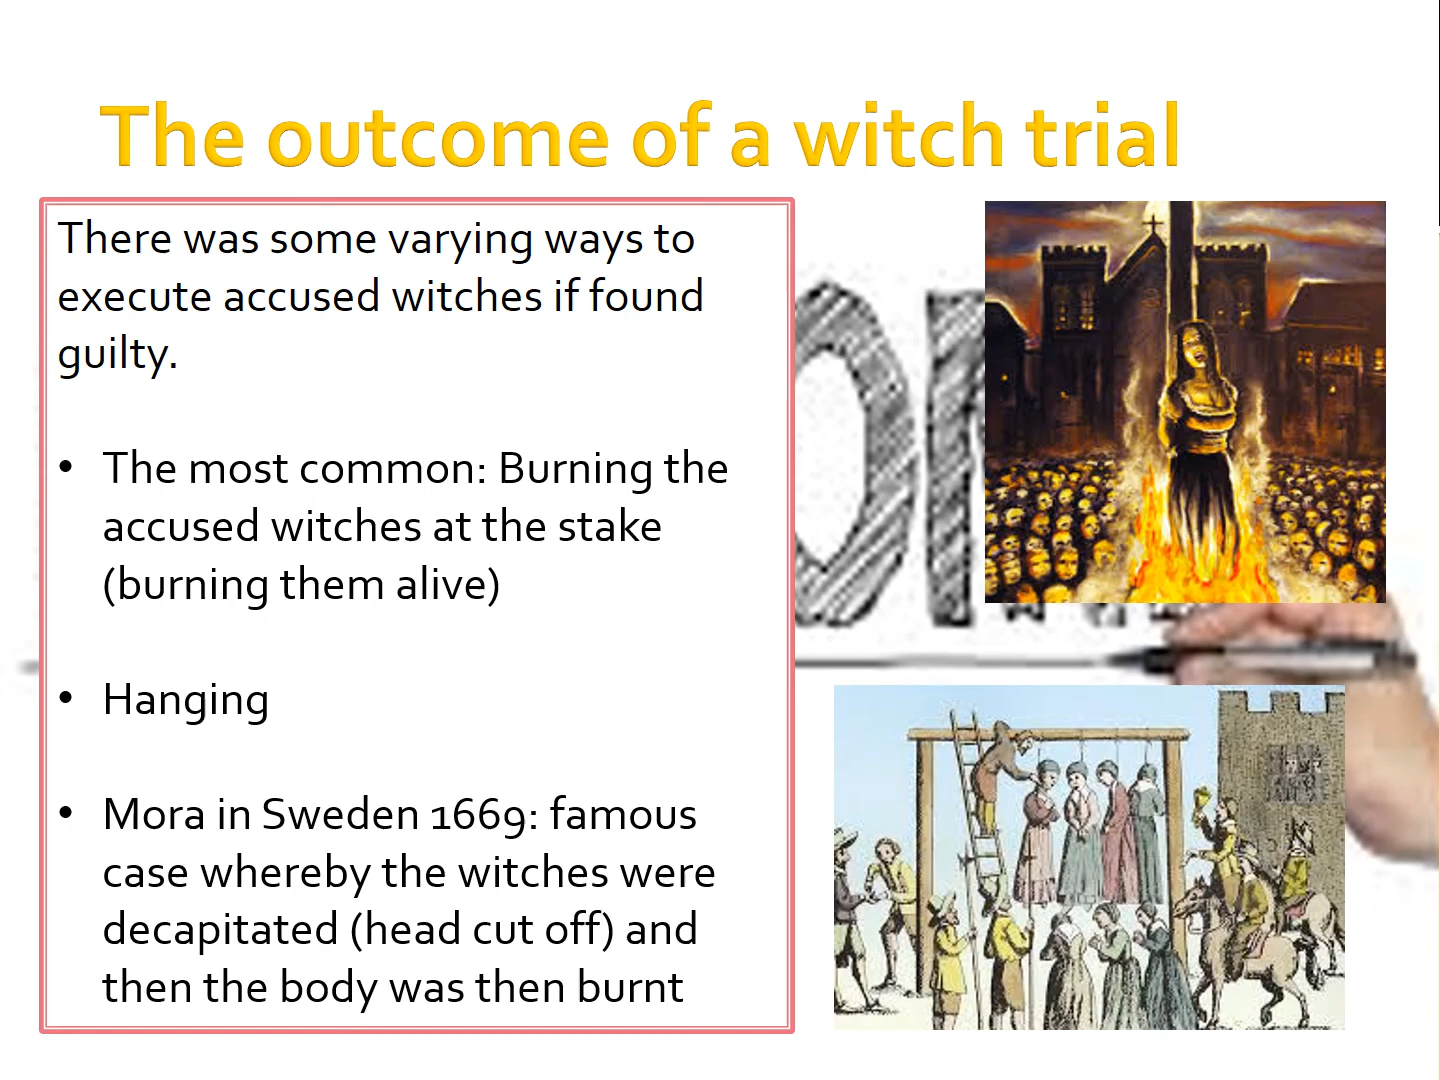 The outcome of a witch trial
There was some varying ways to
execute accused witches if found
guilty.
• The most common: Burning the
accused witches at the stake
(burning them alive)
• Hanging
• Mora in Sweden 1669: famous
case whereby the witches were
decapitated (head cut off) and
then the body was then burnt